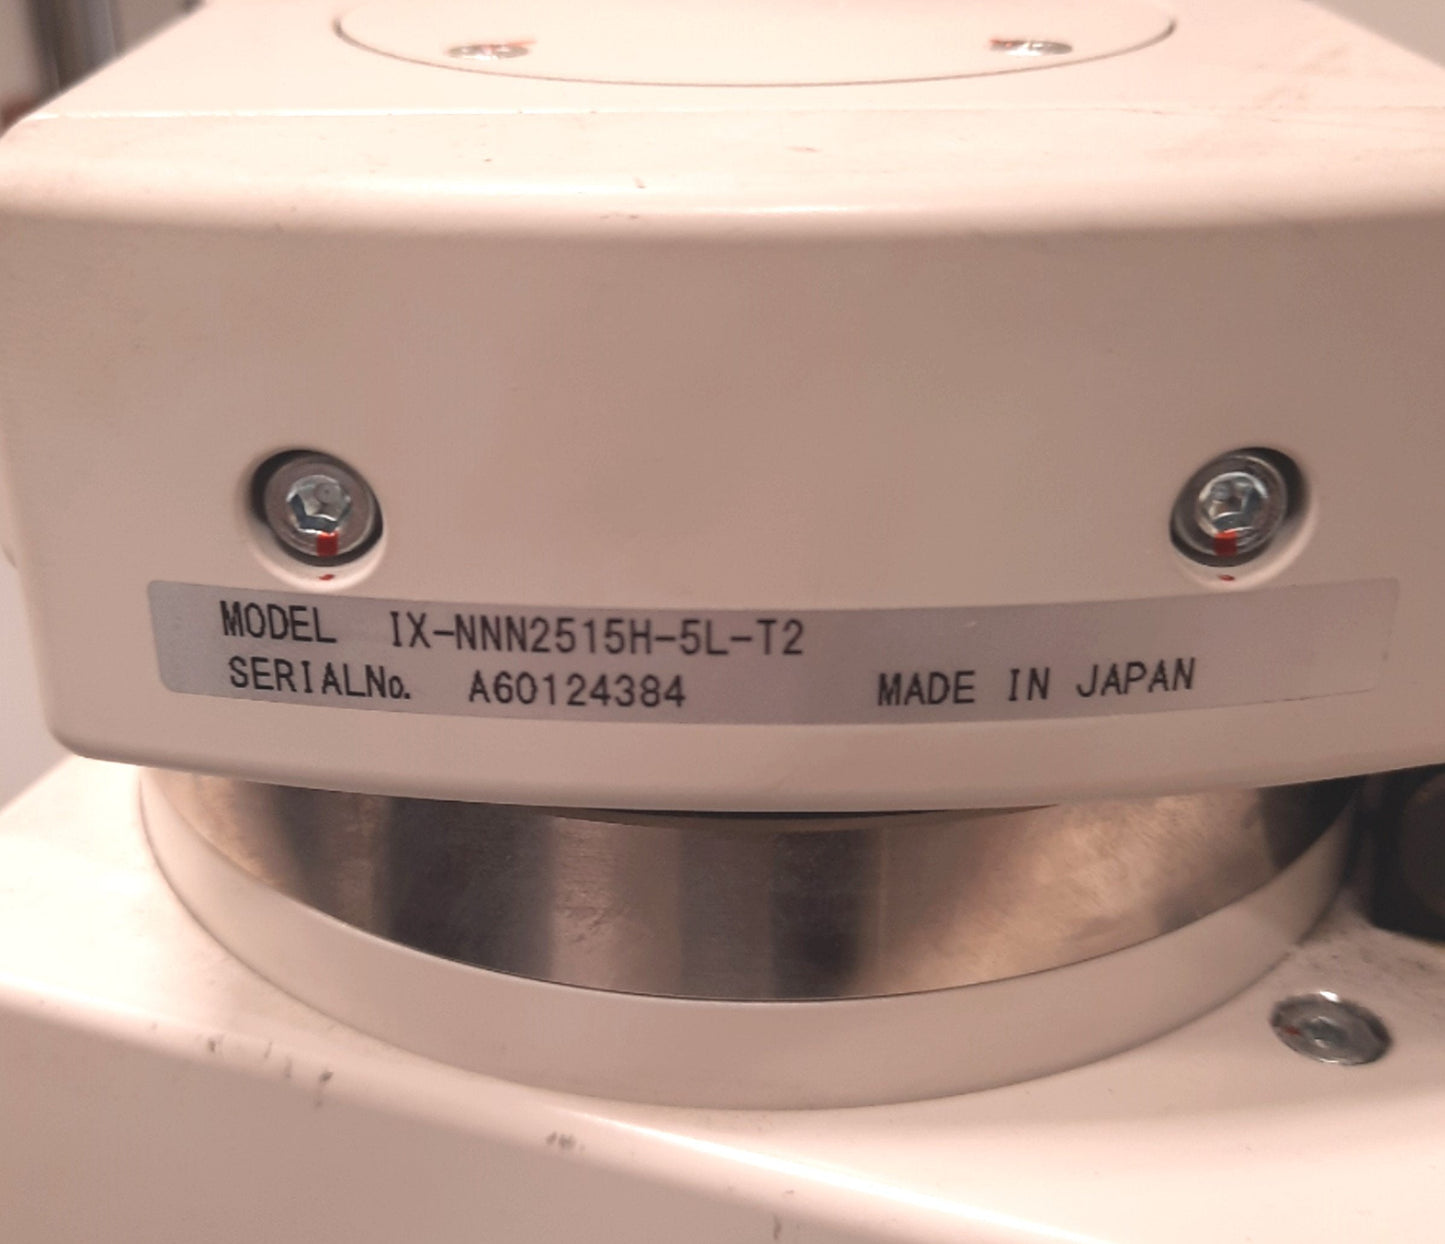 MODEL IX-NNN2515H-5L-T2
SERIALNo. A60124384 MADE IN JAPAN